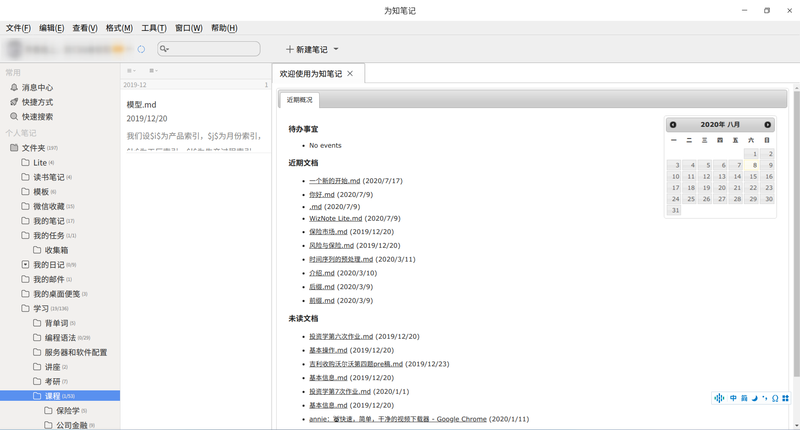 为知笔记
文件(F) 编辑(E) 查看(V) 格式(M) 工具(T) 窗口(W) 帮助(H)
新建笔记
常用
消息中心
快捷方式
快速搜索
个人笔记
文件夹 (197)
Lite (4)
读书笔记 (4)
模板 (6)
微信收藏 (15)
我的笔记 (17)
我的任务 (1/1)
收集箱
我的日记 (0/9)
我的邮件 (1)
我的桌面便笺 (3)
学习 (19/136)
背单词 (5)
编程语法 (0/20)
服务器和软件配置
讲座 (2)
考研 (7)
课程 (1/53)
保险学 (5)
公司金融
2019-12 1
模型.md
2019/12/20
我们设$i$为产品索引，$j$为月份索引，
欢迎使用为知笔记
近期概况
待办事宜
No events
近期文档
一个新的开始.md (2020/7/17)
你好.md (2020/7/9)
.md (2020/7/9)
WizNote Lite.md (2020/7/9)
保险市场.md (2019/12/20)
风险与保险.md (2019/12/20)
时间序列的预处理.md (2020/3/11)
介绍.md (2020/3/10)
后缀.md (2020/3/9)
前缀.md (2020/3/9)
未读文档
投资学第六次作业.md (2019/12/20)
基本操作.md (2019/12/20)
吉利收购沃尔沃第四题pre稿.md (2019/12/23)
基本信息.md (2019/12/20)
投资学第7次作业.md (2020/1/1)
基本信息.md (2019/12/20)
annie：蕃快速，简单，干净的视频下载器 - Google Chrome (2020/1/11)
2020年 八月
一 二 三 四 五 六 日
1 2
3 4 5 6 7 8 9
10 11 12 13 14 15 16
17 18 19 20 21 22 23
24 25 26 27 28 29 30
31
中